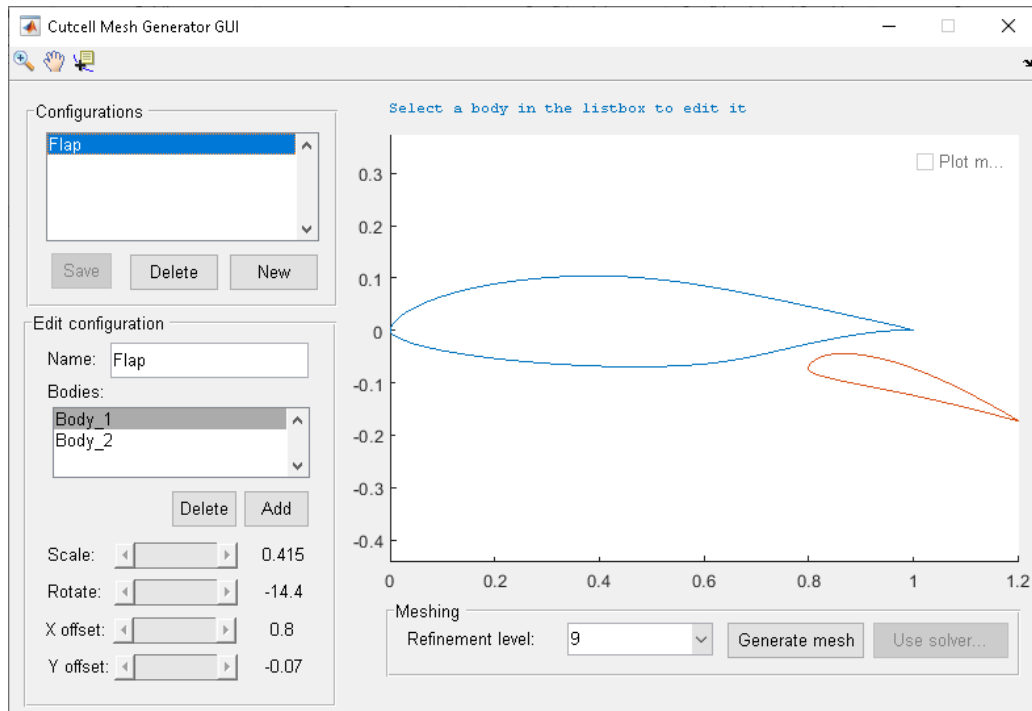 Cutcell Mesh Generator GUI
Configurations
Flap
Save Delete New
Edit configuration
Name: Flap
Bodies:
Body_1
Body_2
Delete Add
Scale: 0.415
Rotate: -14.4
X offset: 0.8
Y offset: -0.07
Select a body in the listbox to edit it
Plot m...
0.3
0.2
0.1
0
-0.1
-0.2
-0.3
-0.4
0 0.2 0.4 0.6 0.8 1 1.2
Meshing
Refinement level: 9 Generate mesh Use solver...